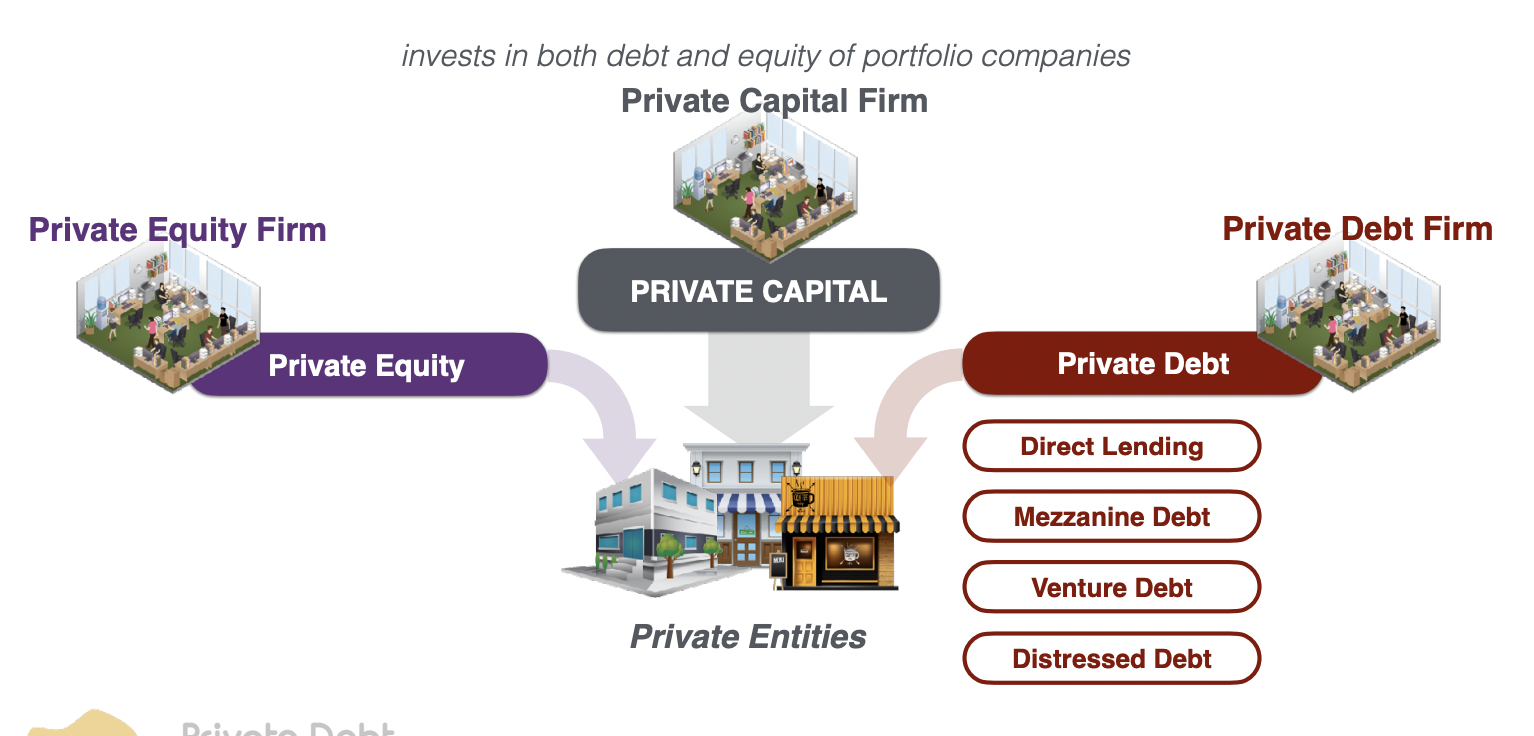 invests in both debt and equity of portfolio companies
Private Capital Firm
Private Equity Firm
Private Debt Firm
PRIVATE CAPITAL
Private Equity
Private Debt
Direct Lending
Mezzanine Debt
Venture Debt
Distressed Debt
Private Entities
Private Debt